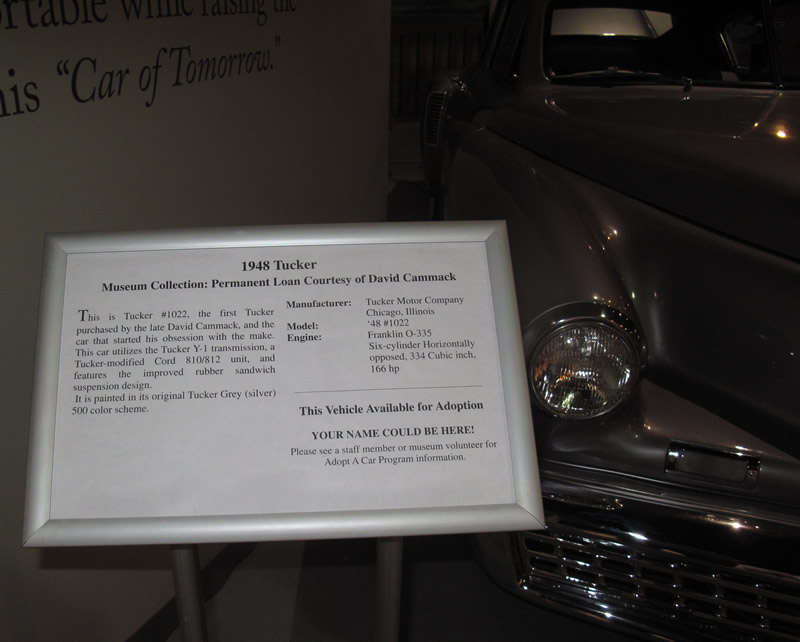 rtable while raising the
his “Car of Tomorrow.”
1948 Tucker
Museum Collection: Permanent Loan Courtesy of David Cammack
This is Tucker #1022, the first Tucker
purchased by the late David Cammack, and the
car that started his obsession with the make.
This car utilizes the Tucker Y-1 transmission, a
Tucker-modified Cord 810/812 unit, and
features the improved rubber sandwich
suspension design.
It is painted in its original Tucker Grey (silver)
500 color scheme.
Manufacturer: Tucker Motor Company
Chicago, Illinois
Model: ‘48 #1022
Engine: Franklin O-335
Six-cylinder Horizontally
opposed, 334 Cubic inch,
166 hp
This Vehicle Available for Adoption
YOUR NAME COULD BE HERE!
Please see a staff member or museum volunteer for
Adopt A Car Program information.